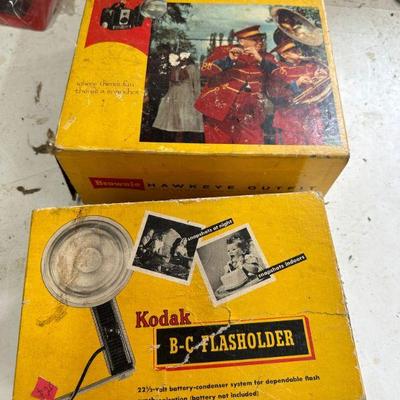 where there's fun
there's a snapshot
Brownie HAWKEYE OUTFIT
snapshots at night
snapshots indoors
Kodak
B-C FLASHOLDER
22½-volt battery-condenser system for dependable flash
(battery not included)